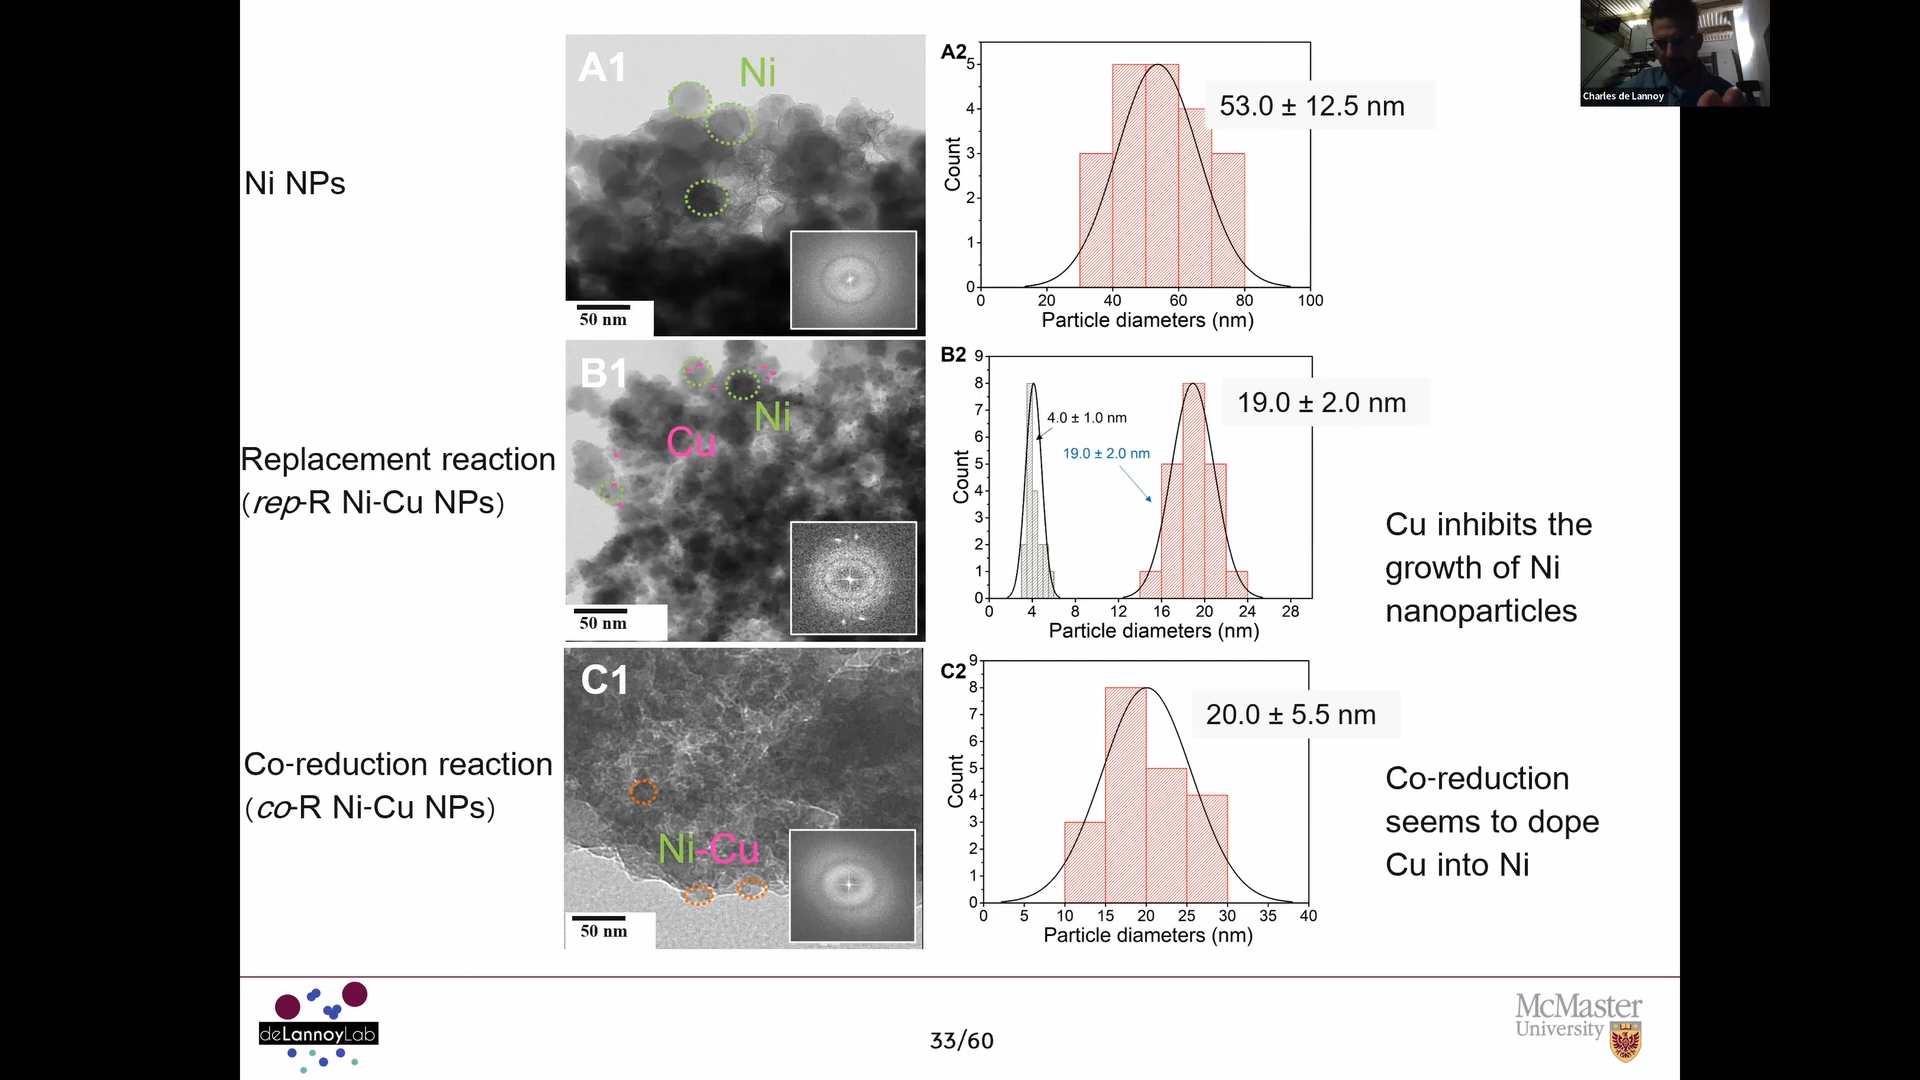 Charles de Lannoy
Ni NPs
A1
Ni
50 nm
A2
5
4
3
2
1
0
0 20 40 60 80 100
Count
Particle diameters (nm)
53.0 ± 12.5 nm
Replacement reaction
(rep-R Ni-Cu NPs)
B1
Ni
Cu
50 nm
B2
9
8
7
6
5
4
3
2
1
0
0 4 8 12 16 20 24 28
Count
Particle diameters (nm)
4.0 ± 1.0 nm
19.0 ± 2.0 nm
19.0 ± 2.0 nm
Cu inhibits the
growth of Ni
nanoparticles
Co-reduction reaction
(co-R Ni-Cu NPs)
C1
Ni-Cu
50 nm
C2
9
8
7
6
5
4
3
2
1
0
0 5 10 15 20 25 30 35 40
Count
Particle diameters (nm)
20.0 ± 5.5 nm
Co-reduction
seems to dope
Cu into Ni
deLannoyLab
33/60
McMaster
University